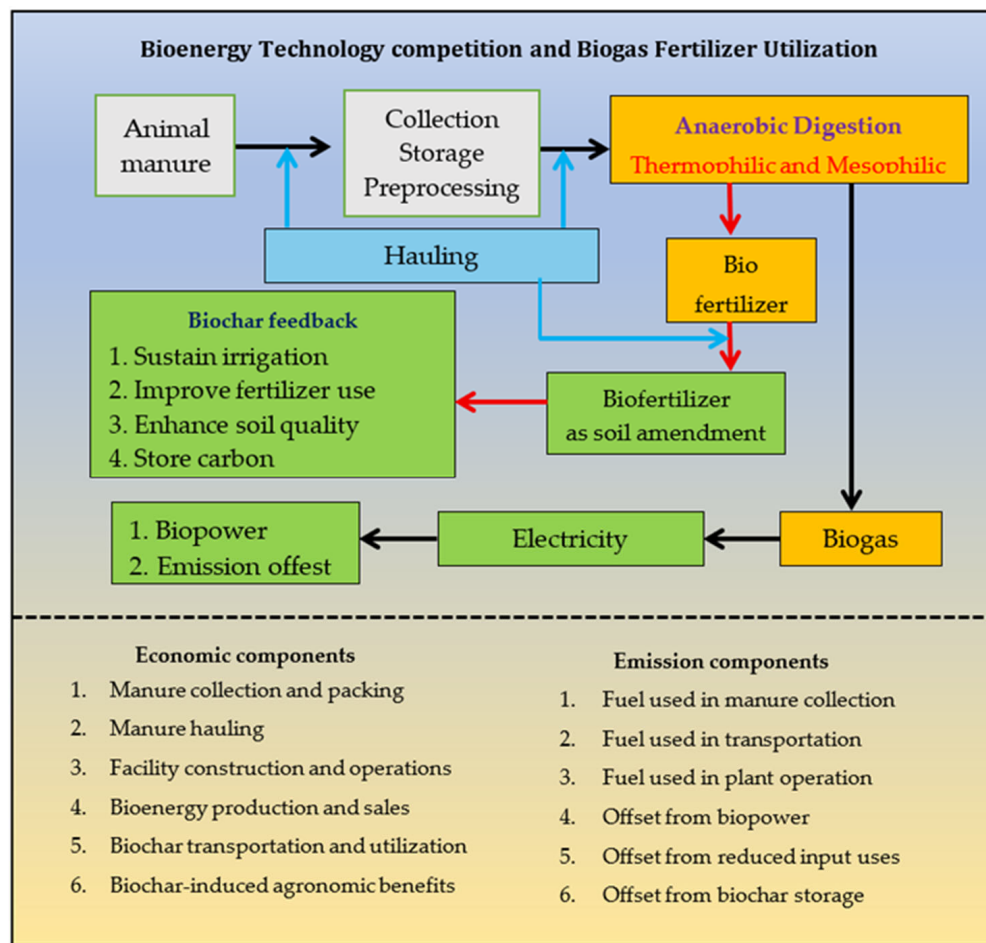 Bioenergy Technology competition and Biogas Fertilizer Utilization
Animal
manure
Collection
Storage
Preprocessing
Anaerobic Digestion
Thermophilic and Mesophilic
Hauling
Bio
fertilizer
Biochar feedback
1. Sustain irrigation
2. Improve fertilizer use
3. Enhance soil quality
4. Store carbon
Biofertilizer
as soil amendment
1. Biopower
2. Emission offest
Electricity
Biogas
Economic components
1. Manure collection and packing
2. Manure hauling
3. Facility construction and operations
4. Bioenergy production and sales
5. Biochar transportation and utilization
6. Biochar-induced agronomic benefits
Emission components
1. Fuel used in manure collection
2. Fuel used in transportation
3. Fuel used in plant operation
4. Offset from biopower
5. Offset from reduced input uses
6. Offset from biochar storage